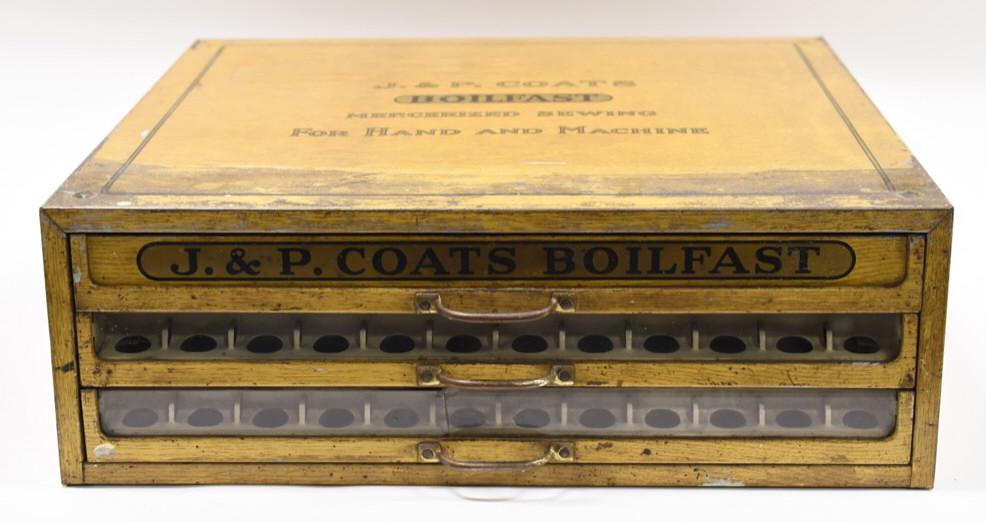 J. & P. COATS
BOILFAST
MERCERIZED SEWING
FOR HAND AND MACHINE
J. & P. COATS BOILFAST